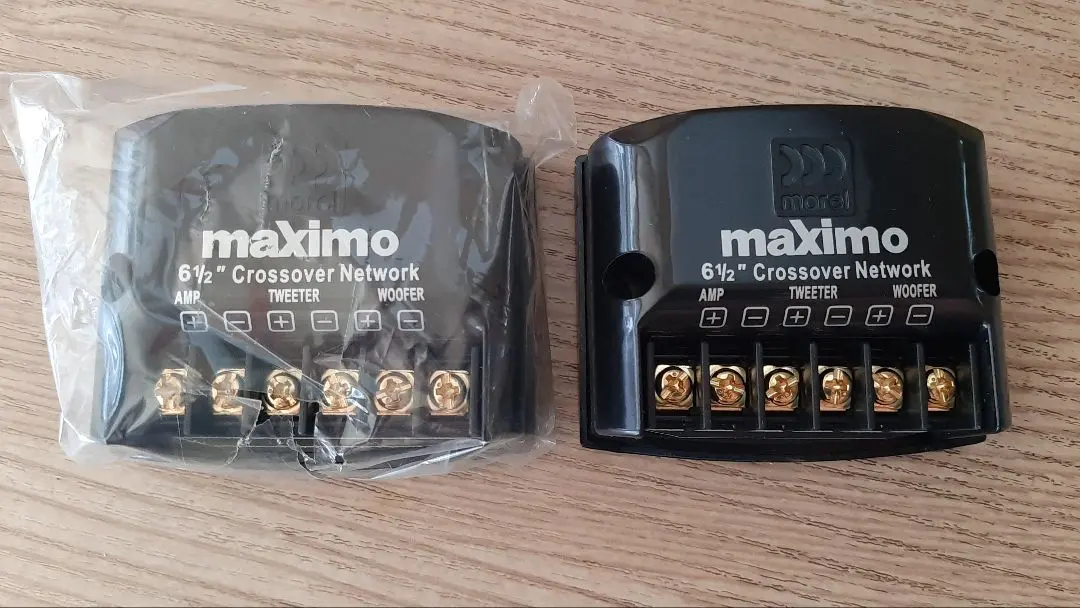 morel
maximo
6½" Crossover Network
AMP TWEETER WOOFER
+ - + - + -
morel
maximo
6½" Crossover Network
AMP TWEETER WOOFER
+ - + - + -